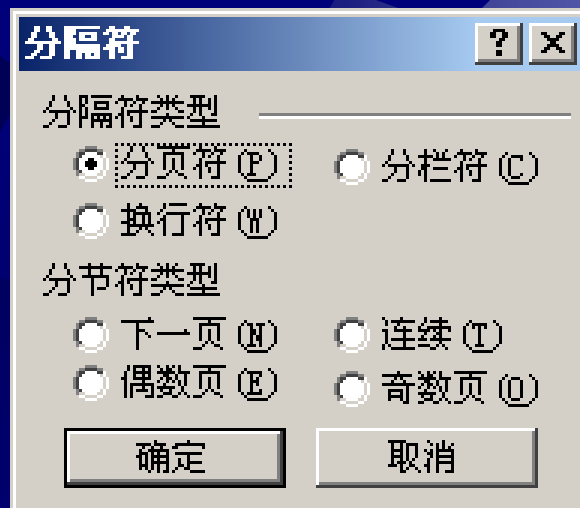 分隔符
分隔符类型
分页符(P) 分栏符(C)
换行符(W)
分节符类型
下一页(N) 连续(T)
偶数页(E) 奇数页(O)
确定 取消